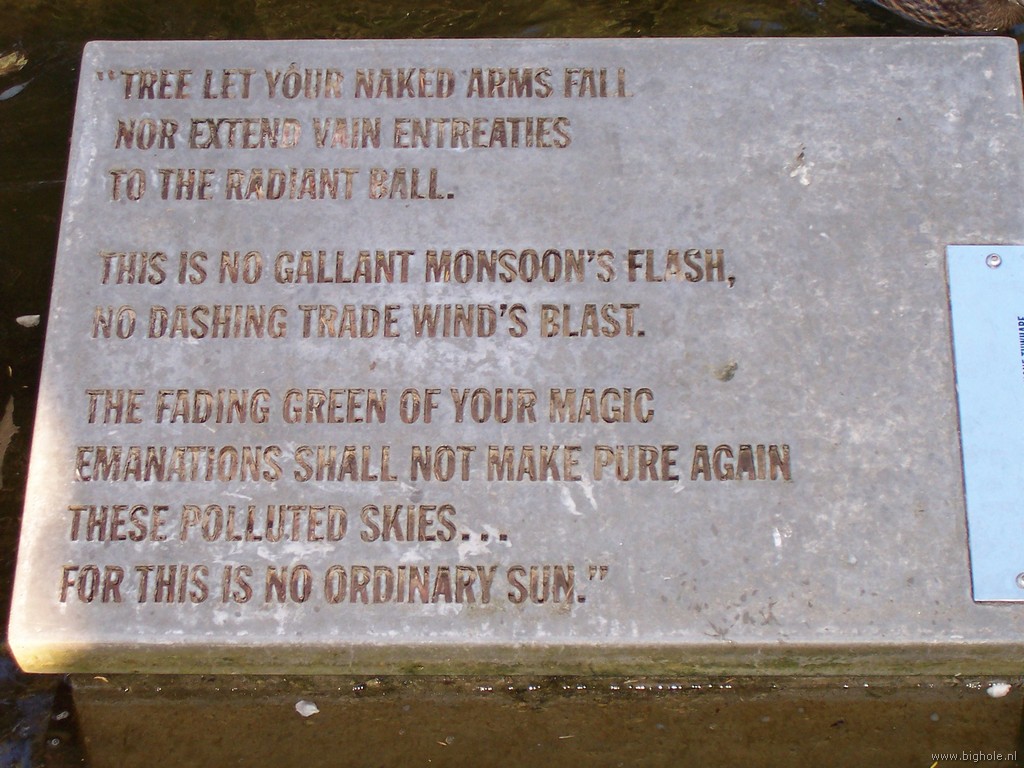 "TREE LET YOUR NAKED ARMS FALL
NOR EXTEND VAIN ENTREATIES
TO THE RADIANT BALL.
THIS IS NO GALLANT MONSOON'S FLASH,
NO DASHING TRADE WIND'S BLAST.
THE FADING GREEN OF YOUR MAGIC
EMANATIONS SHALL NOT MAKE PURE AGAIN
THESE POLLUTED SKIES...
FOR THIS IS NO ORDINARY SUN."
www.bighole.nl